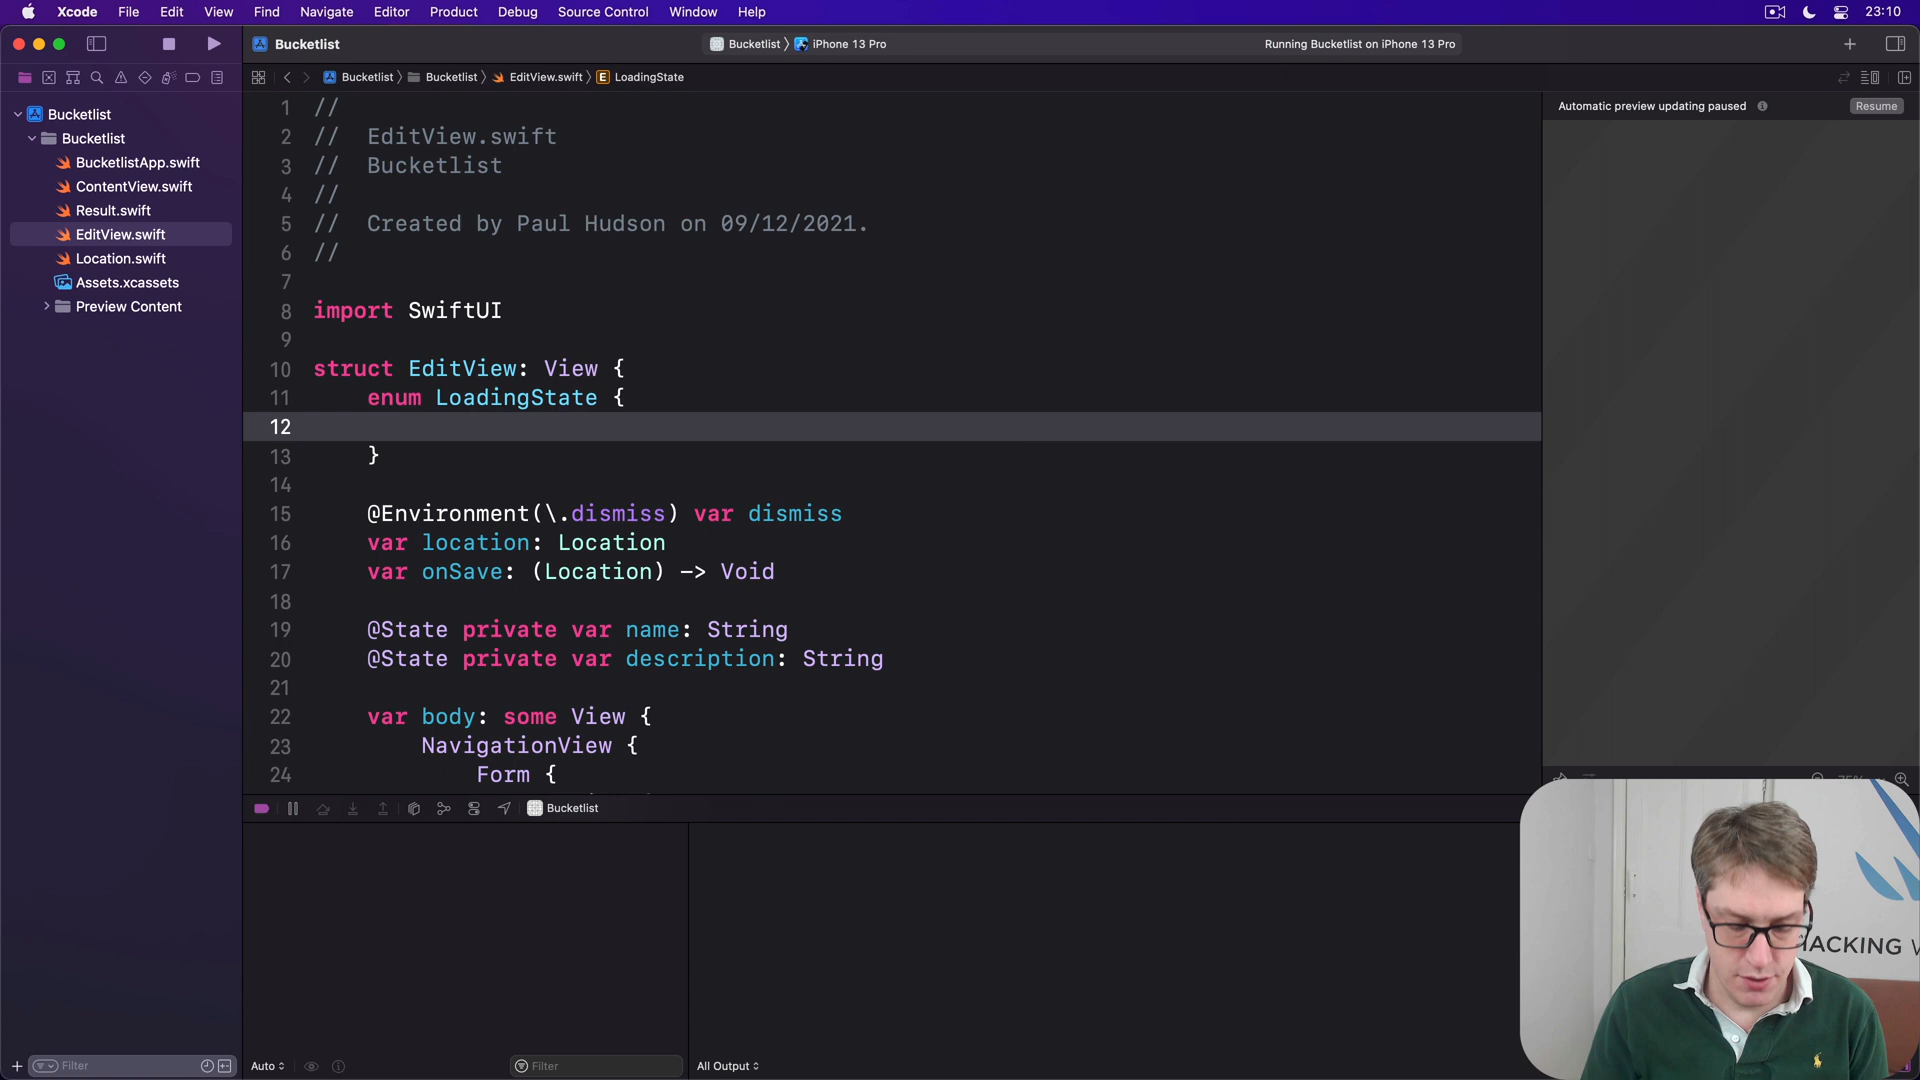 Xcode File Edit View Find Navigate Editor Product Debug Source Control Window Help 23:10
Bucketlist
Bucketlist iPhone 13 Pro
Running Bucketlist on iPhone 13 Pro
Bucketlist Bucketlist EditView.swift E LoadingState
Bucketlist
Bucketlist
BucketlistApp.swift
ContentView.swift
Result.swift
EditView.swift
Location.swift
Assets.xcassets
Preview Content
Filter
1 //
2 // EditView.swift
3 // Bucketlist
4 //
5 // Created by Paul Hudson on 09/12/2021.
6 //
7
8 import SwiftUI
9
10 struct EditView: View {
11 enum LoadingState {
12
13 }
14
15 @Environment(\.dismiss) var dismiss
16 var location: Location
17 var onSave: (Location) -> Void
18
19 @State private var name: String
20 @State private var description: String
21
22 var body: some View {
23 NavigationView {
24 Form {
Automatic preview updating paused Resume
75%
Bucketlist
Auto
Filter
All Output
HACKING W